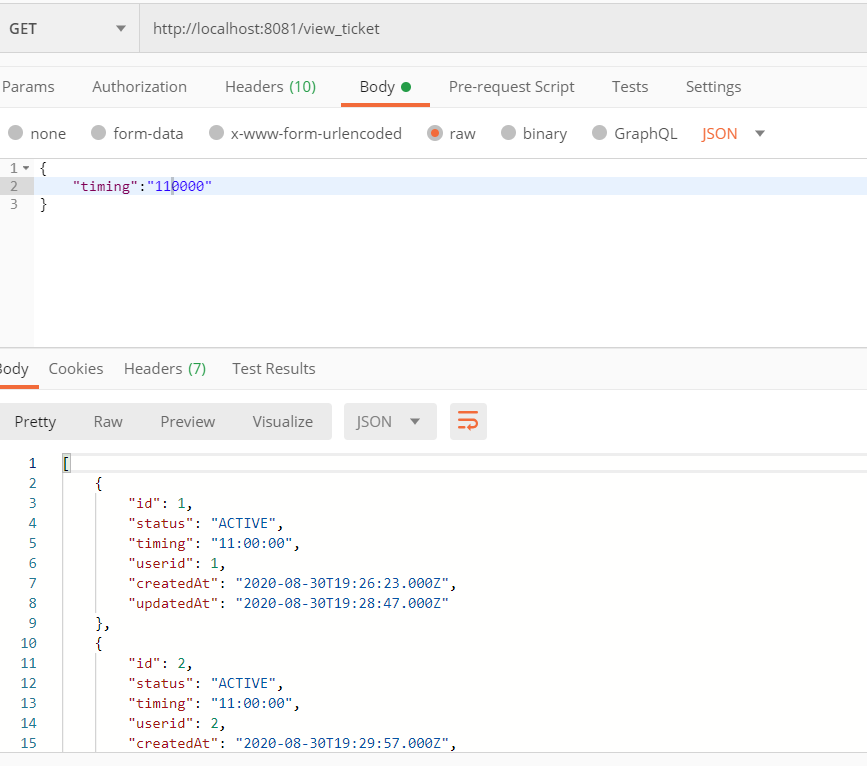 GET http://localhost:8081/view_ticket
Params Authorization Headers (10) Body Pre-request Script Tests Settings
none form-data x-www-form-urlencoded raw binary GraphQL JSON
1 {
2 "timing":"110000"
3 }
Body Cookies Headers (7) Test Results
Pretty Raw Preview Visualize JSON
1 [
2 {
3 "id": 1,
4 "status": "ACTIVE",
5 "timing": "11:00:00",
6 "userid": 1,
7 "createdAt": "2020-08-30T19:26:23.000Z",
8 "updatedAt": "2020-08-30T19:28:47.000Z"
9 },
10 {
11 "id": 2,
12 "status": "ACTIVE",
13 "timing": "11:00:00",
14 "userid": 2,
15 "createdAt": "2020-08-30T19:29:57.000Z",